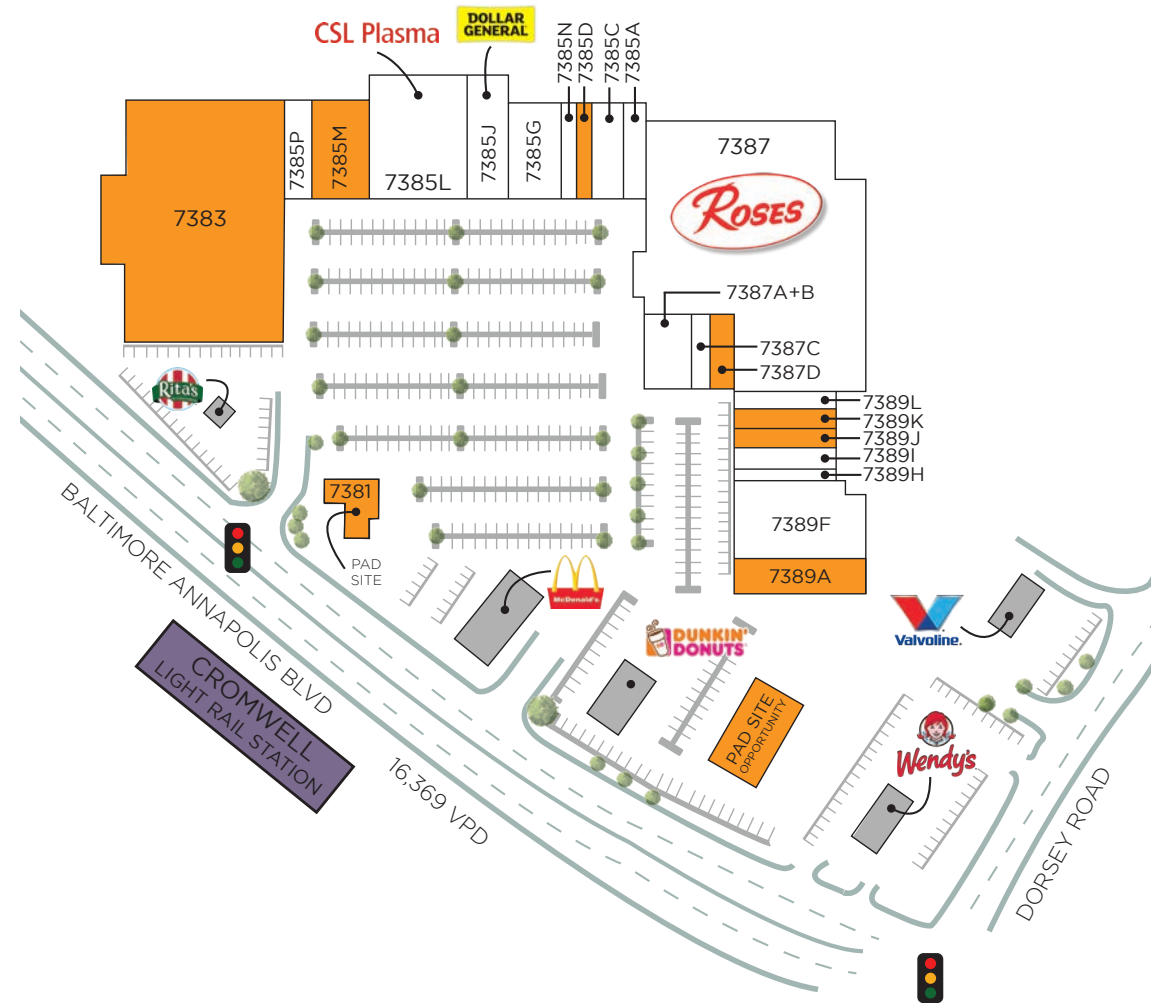 CSL Plasma
DOLLAR
GENERAL
7385N
7385D
7385C
7385A
7383
7385P
7385M
7385L
7385J
7385G
7387
ROSES
7387A+B
7387C
7387D
7389L
7389K
7389J
7389I
7389H
7389F
7389A
Rita's
7381
PAD
SITE
McDonald's
DUNKIN'
DONUTS
Valvoline
PAD SITE
OPPORTUNITY
Wendy's
BALTIMORE ANNAPOLIS BLVD
CROMWELL
LIGHT RAIL STATION
16,369 VPD
DORSEY ROAD